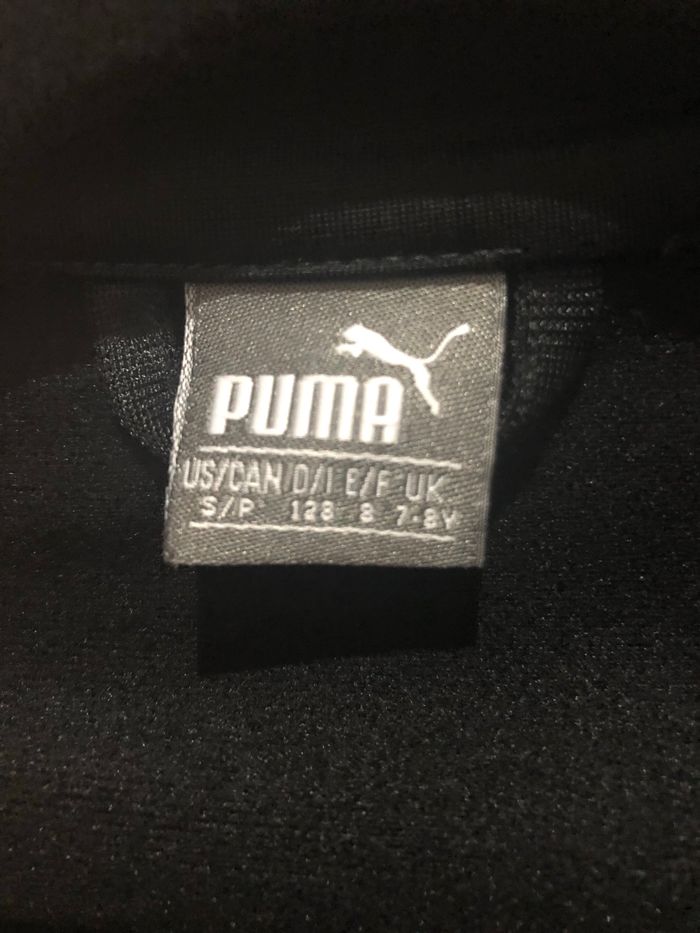 PUMA
US/CAN D/I E/F UK
S/P 128 8 7-8Y